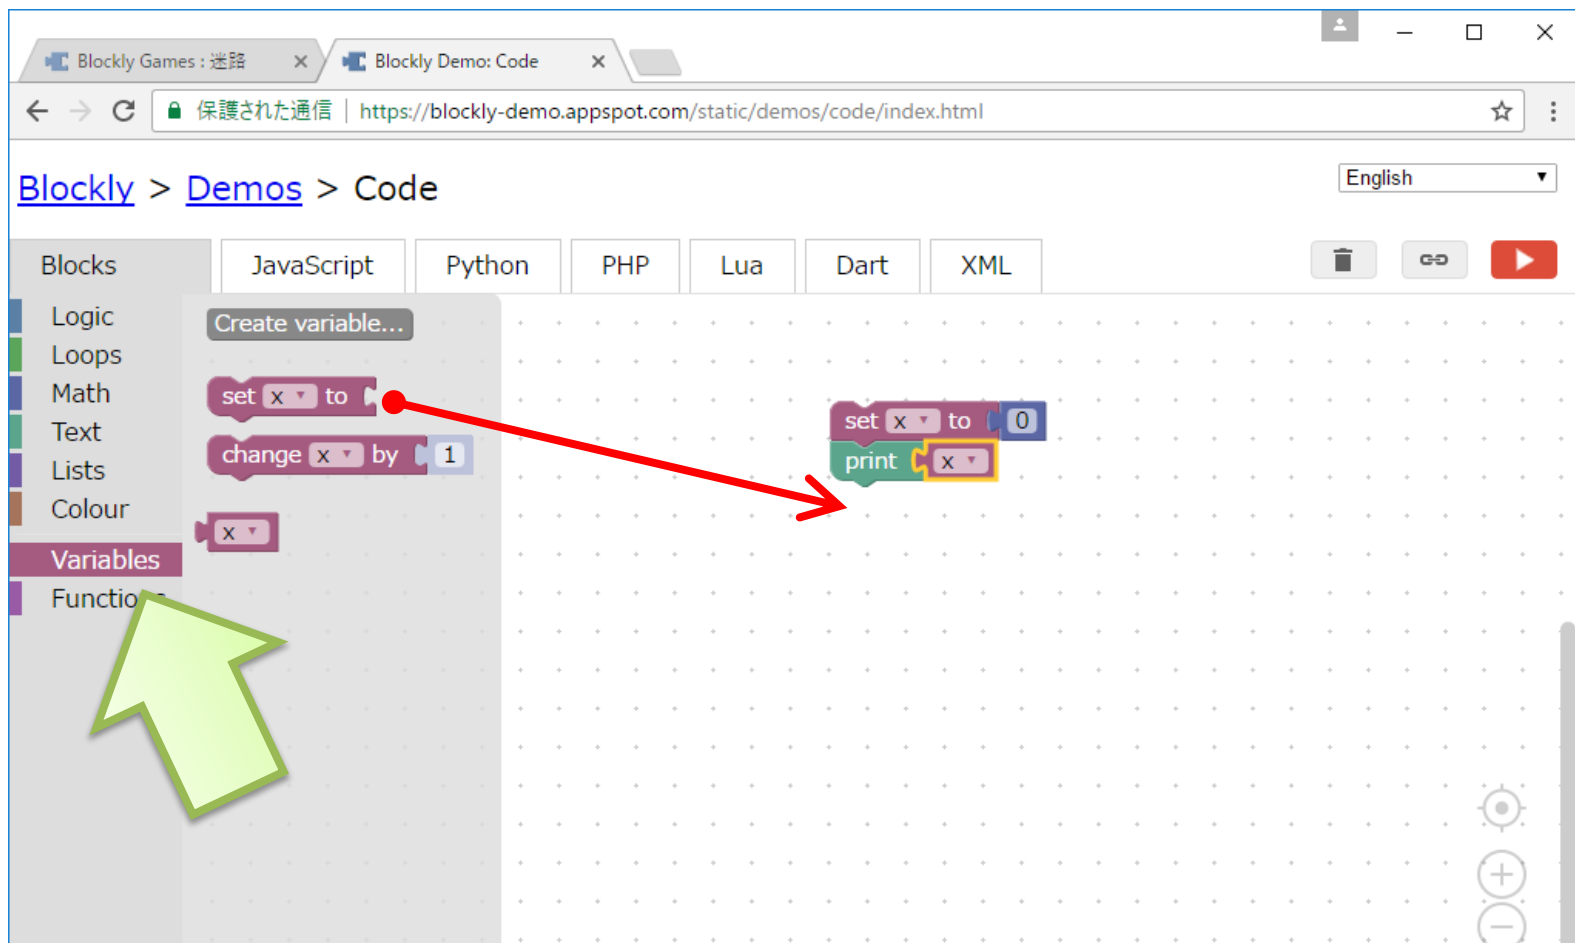 Blockly Games : 迷路
Blockly Demo: Code
保護された通信 | https://blockly-demo.appspot.com/static/demos/code/index.html
Blockly > Demos > Code
English
Blocks
JavaScript
Python
PHP
Lua
Dart
XML
Logic
Loops
Math
Text
Lists
Colour
Variables
Functions
Create variable...
set x to
change x by 1
x
set x to 0
print x